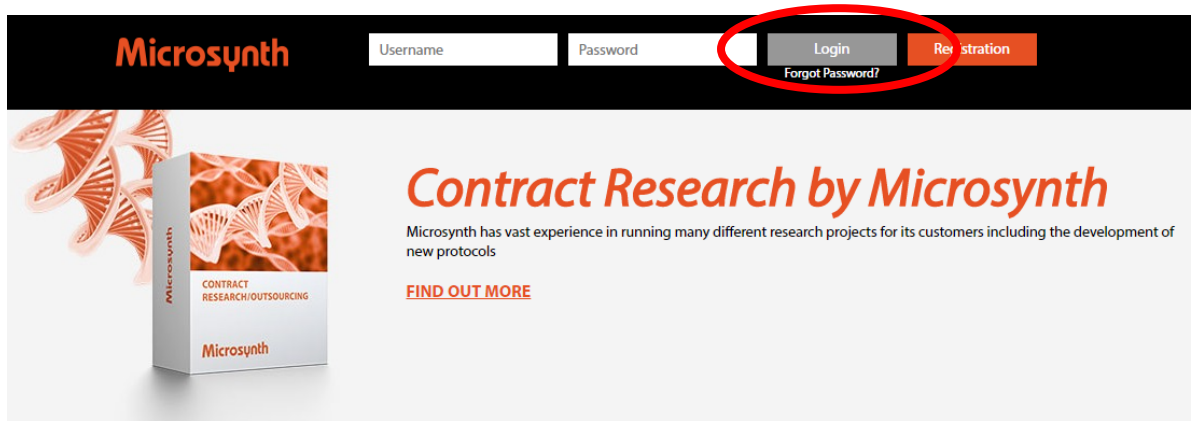 Microsynth
Username
Password
Login
Registration
Forgot Password?
Contract Research by Microsynth
Microsynth has vast experience in running many different research projects for its customers including the development of
new protocols
FIND OUT MORE
Microsynth
CONTRACT
RESEARCH/OUTSOURCING
Microsynth